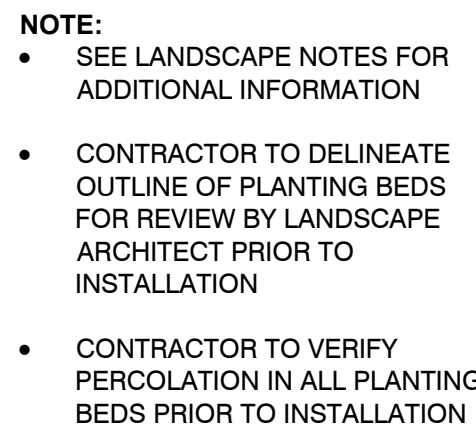 NOTE:
• SEE LANDSCAPE NOTES FOR
ADDITIONAL INFORMATION
• CONTRACTOR TO DELINEATE
OUTLINE OF PLANTING BEDS
FOR REVIEW BY LANDSCAPE
ARCHITECT PRIOR TO
INSTALLATION
• CONTRACTOR TO VERIFY
PERCOLATION IN ALL PLANTING
BEDS PRIOR TO INSTALLATION